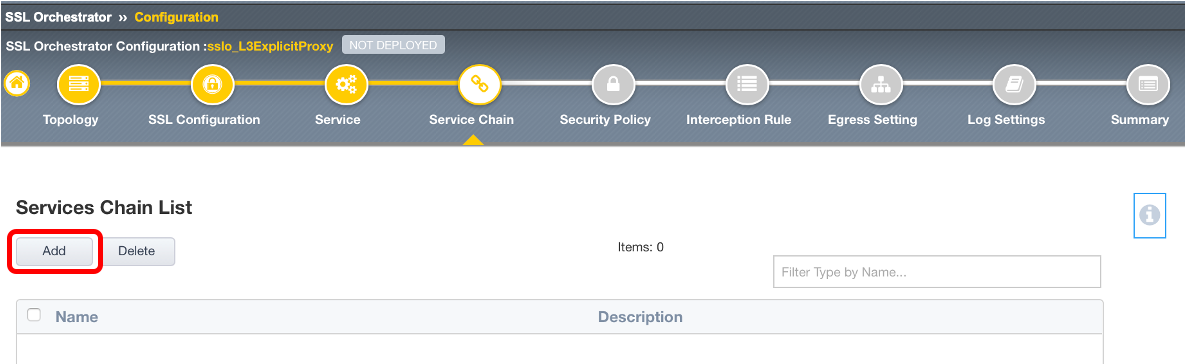 SSL Orchestrator » Configuration
SSL Orchestrator Configuration :sslo_L3ExplicitProxy NOT DEPLOYED
Topology SSL Configuration Service Service Chain Security Policy Interception Rule Egress Setting Log Settings Summary
Services Chain List
Add Delete Items: 0
Filter Type by Name...
Name Description